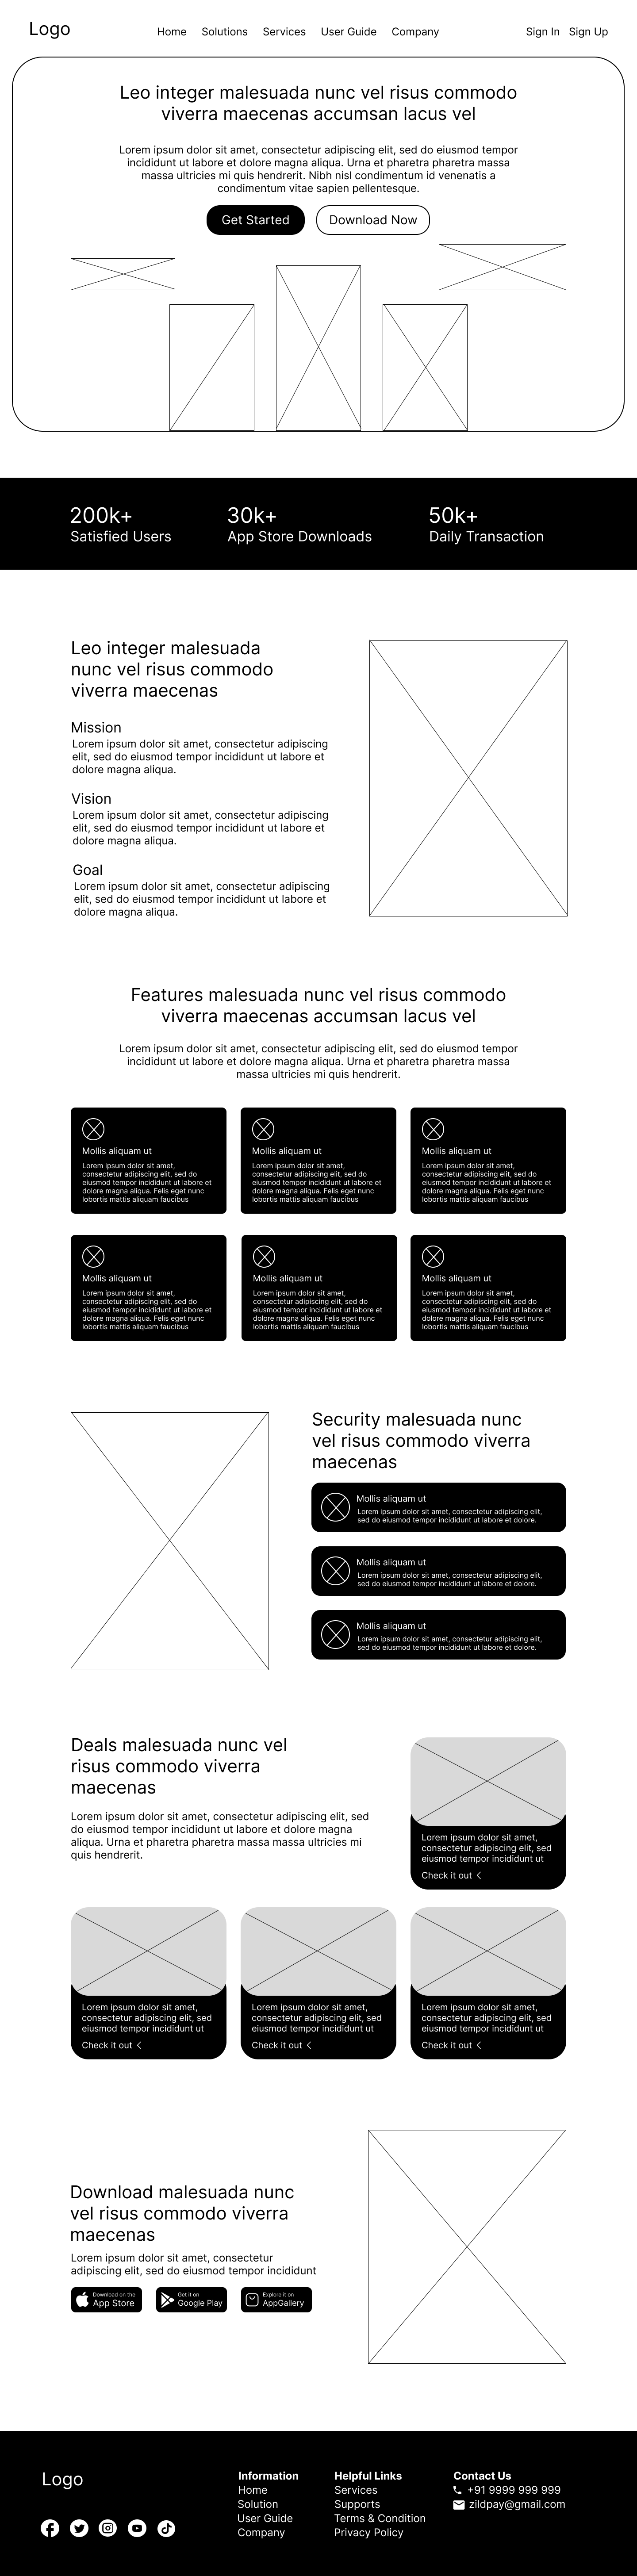 Logo
Home Solutions Services User Guide Company
Sign In Sign Up
Leo integer malesuada nunc vel risus commodo
viverra maecenas accumsan lacus vel
Lorem ipsum dolor sit amet, consectetur adipiscing elit, sed do eiusmod tempor
incididunt ut labore et dolore magna aliqua. Urna et pharetra pharetra massa
massa ultricies mi quis hendrerit. Nibh nisl condimentum id venenatis a
condimentum vitae sapien pellentesque.
Get Started
Download Now
200k+
Satisfied Users
30k+
App Store Downloads
50k+
Daily Transaction
Leo integer malesuada
nunc vel risus commodo
viverra maecenas
Mission
Lorem ipsum dolor sit amet, consectetur adipiscing
elit, sed do eiusmod tempor incididunt ut labore et
dolore magna aliqua.
Vision
Lorem ipsum dolor sit amet, consectetur adipiscing
elit, sed do eiusmod tempor incididunt ut labore et
dolore magna aliqua.
Goal
Lorem ipsum dolor sit amet, consectetur adipiscing
elit, sed do eiusmod tempor incididunt ut labore et
dolore magna aliqua.
Features malesuada nunc vel risus commodo
viverra maecenas accumsan lacus vel
Lorem ipsum dolor sit amet, consectetur adipiscing elit, sed do eiusmod tempor
incididunt ut labore et dolore magna aliqua. Urna et pharetra pharetra massa
massa ultricies mi quis hendrerit.
Mollis aliquam ut
Lorem ipsum dolor sit amet,
consectetur adipiscing elit, sed do
eiusmod tempor incididunt ut labore et
dolore magna aliqua. Felis eget nunc
lobortis mattis aliquam faucibus
Mollis aliquam ut
Lorem ipsum dolor sit amet,
consectetur adipiscing elit, sed do
eiusmod tempor incididunt ut labore et
dolore magna aliqua. Felis eget nunc
lobortis mattis aliquam faucibus
Mollis aliquam ut
Lorem ipsum dolor sit amet,
consectetur adipiscing elit, sed do
eiusmod tempor incididunt ut labore et
dolore magna aliqua. Felis eget nunc
lobortis mattis aliquam faucibus
Mollis aliquam ut
Lorem ipsum dolor sit amet,
consectetur adipiscing elit, sed do
eiusmod tempor incididunt ut labore et
dolore magna aliqua. Felis eget nunc
lobortis mattis aliquam faucibus
Mollis aliquam ut
Lorem ipsum dolor sit amet,
consectetur adipiscing elit, sed do
eiusmod tempor incididunt ut labore et
dolore magna aliqua. Felis eget nunc
lobortis mattis aliquam faucibus
Mollis aliquam ut
Lorem ipsum dolor sit amet,
consectetur adipiscing elit, sed do
eiusmod tempor incididunt ut labore et
dolore magna aliqua. Felis eget nunc
lobortis mattis aliquam faucibus
Security malesuada nunc
vel risus commodo viverra
maecenas
Mollis aliquam ut
Lorem ipsum dolor sit amet, consectetur adipiscing elit,
sed do eiusmod tempor incididunt ut labore et dolore.
Mollis aliquam ut
Lorem ipsum dolor sit amet, consectetur adipiscing elit,
sed do eiusmod tempor incididunt ut labore et dolore.
Mollis aliquam ut
Lorem ipsum dolor sit amet, consectetur adipiscing elit,
sed do eiusmod tempor incididunt ut labore et dolore.
Deals malesuada nunc vel
risus commodo viverra
maecenas
Lorem ipsum dolor sit amet, consectetur adipiscing elit, sed
do eiusmod tempor incididunt ut labore et dolore magna
aliqua. Urna et pharetra pharetra massa massa ultricies mi
quis hendrerit.
Lorem ipsum dolor sit amet,
consectetur adipiscing elit, sed
eiusmod tempor incididunt ut
Check it out
Lorem ipsum dolor sit amet,
consectetur adipiscing elit, sed
eiusmod tempor incididunt ut
Check it out
Lorem ipsum dolor sit amet,
consectetur adipiscing elit, sed
eiusmod tempor incididunt ut
Check it out
Lorem ipsum dolor sit amet,
consectetur adipiscing elit, sed
eiusmod tempor incididunt ut
Check it out
Download malesuada nunc
vel risus commodo viverra
maecenas
Lorem ipsum dolor sit amet, consectetur
adipiscing elit, sed do eiusmod tempor incididunt
Download on the
App Store
Get it on
Google Play
Explore it on
AppGallery
Logo
Information
Home
Solution
User Guide
Company
Helpful Links
Services
Supports
Terms & Condition
Privacy Policy
Contact Us
+91 9999 999 999
zildpay@gmail.com